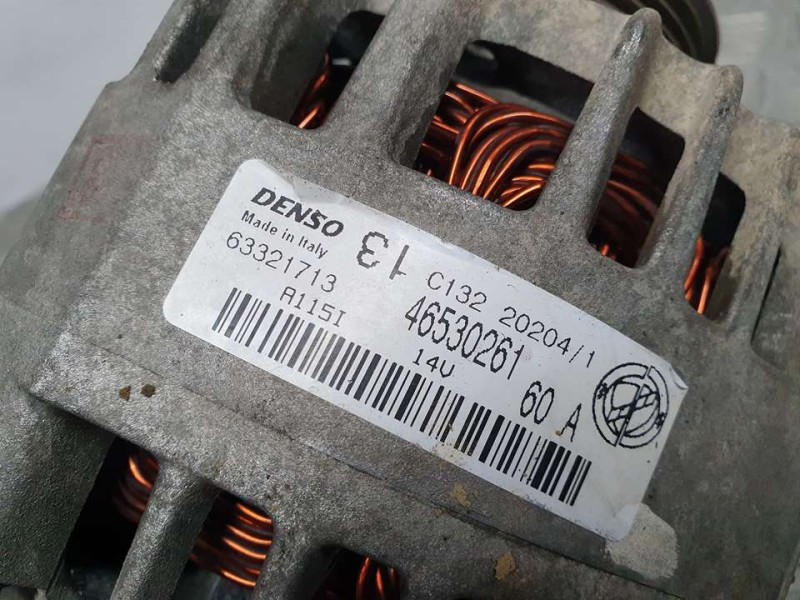 DENSO
Made in Italy
63321713
A115I
13
C132 20204/1
46530261
14V
60 A